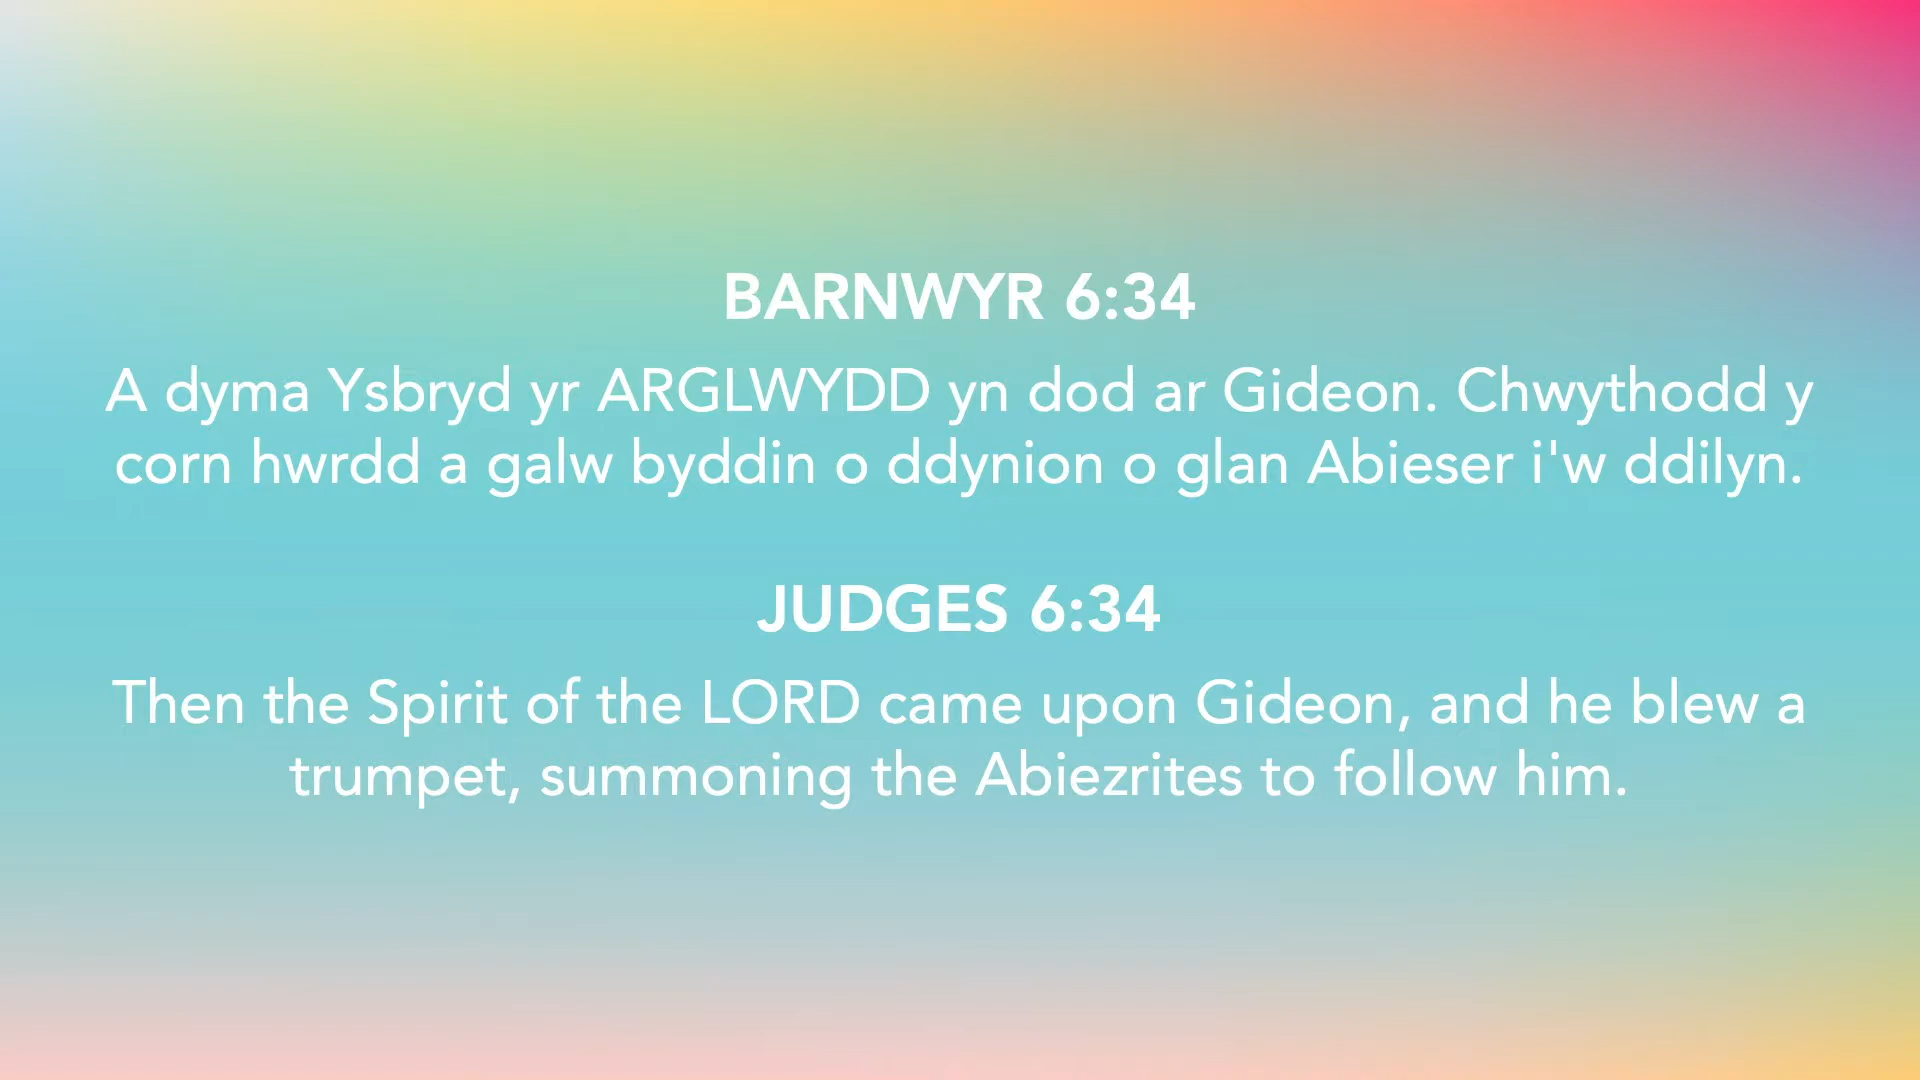 BARNWYR 6:34
A dyma Ysbryd yr ARGLWYDD yn dod ar Gideon. Chwythodd y
corn hwrdd a galw byddin o ddynion o glan Abieser i'w ddilyn.
JUDGES 6:34
Then the Spirit of the LORD came upon Gideon, and he blew a
trumpet, summoning the Abiezrites to follow him.